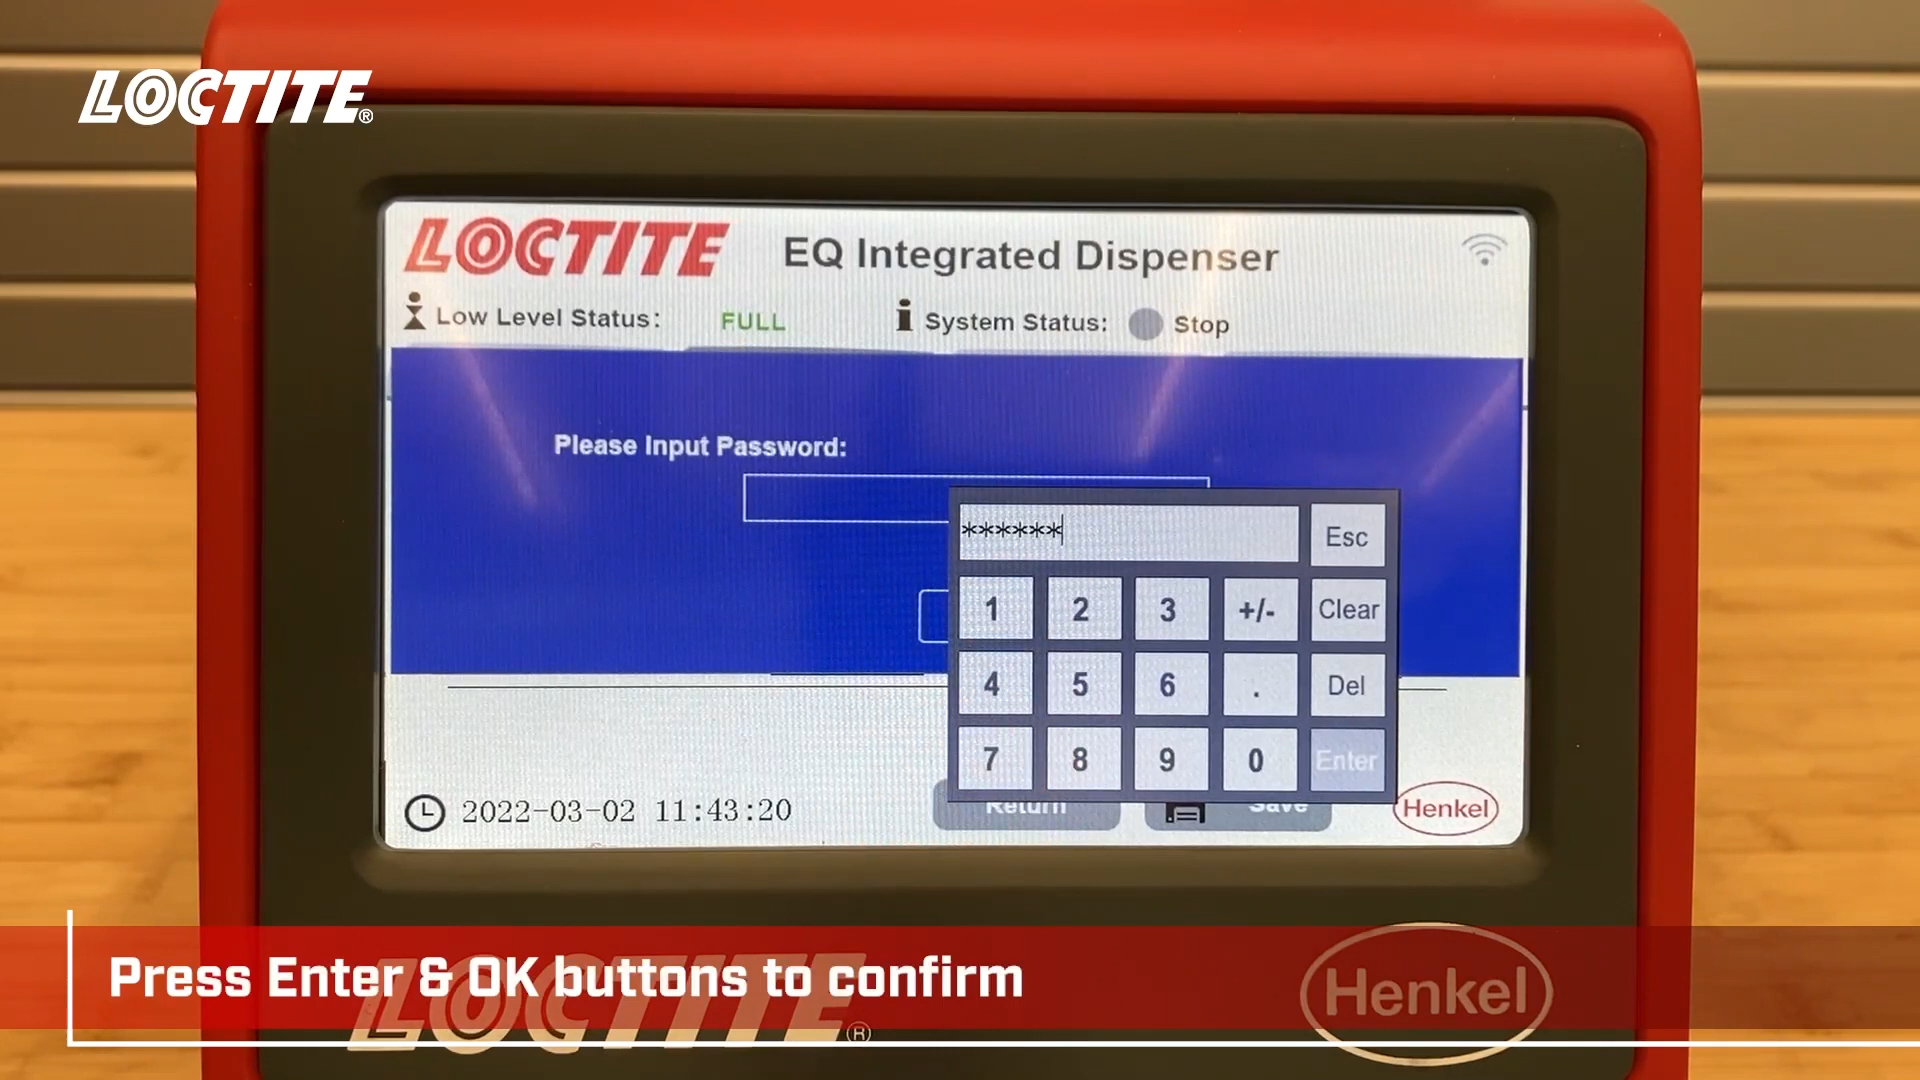 LOCTITE®
LOCTITE EQ Integrated Dispenser
Low Level Status: FULL System Status: Stop
Please Input Password:
****** Esc
1 2 3 +/- Clear
4 5 6 . Del
7 8 9 0 Enter
2022-03-02 11:43:20 Return Save Henkel
Press Enter & OK buttons to confirm
LOCTITE® Henkel